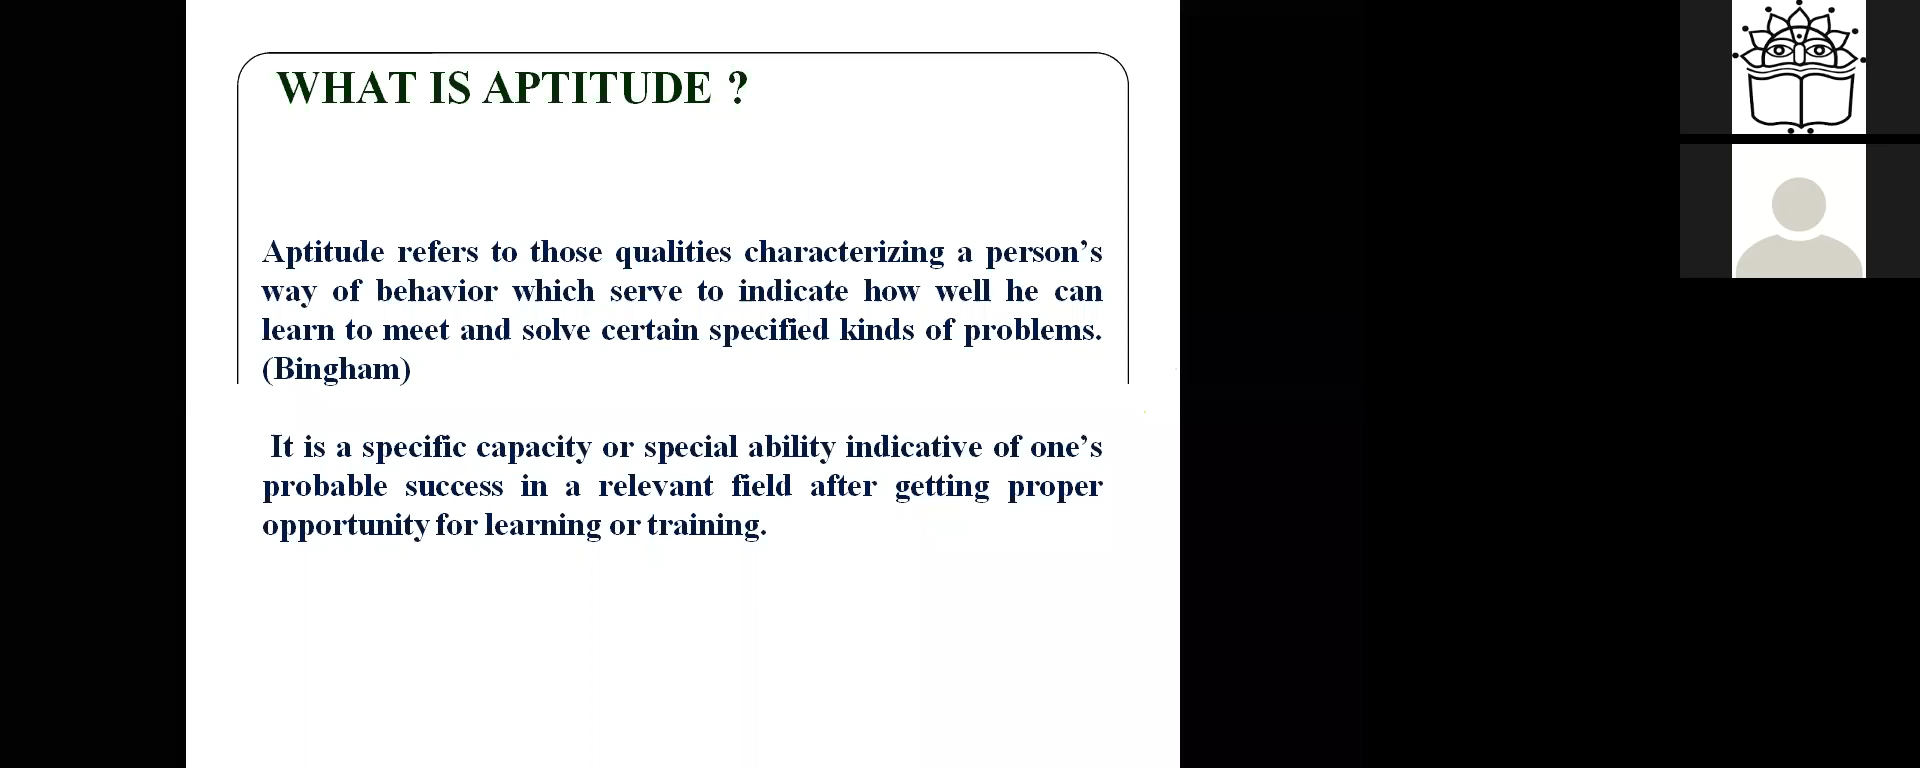 WHAT IS APTITUDE ?
Aptitude refers to those qualities characterizing a person’s
way of behavior which serve to indicate how well he can
learn to meet and solve certain specified kinds of problems.
(Bingham)
It is a specific capacity or special ability indicative of one’s
probable success in a relevant field after getting proper
opportunity for learning or training.